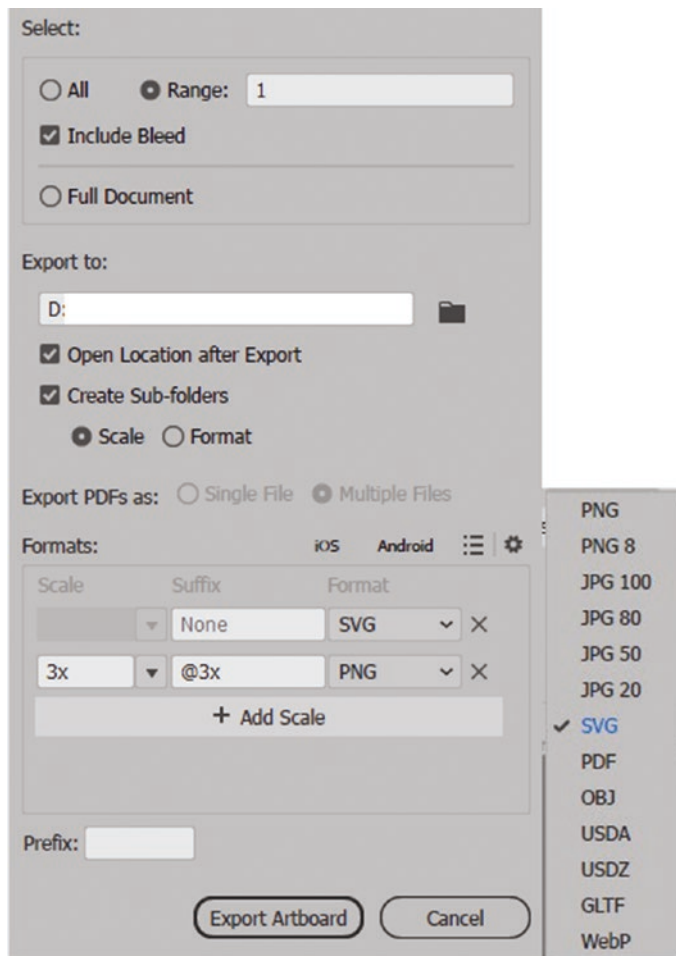 Select:
All Range: 1
Include Bleed
Full Document
Export to:
D:
Open Location after Export
Create Sub-folders
Scale Format
Export PDFs as: Single File Multiple Files
Formats: iOS Android
Scale Suffix Format
None SVG
3x @3x PNG
+ Add Scale
Prefix:
Export Artboard Cancel
PNG
PNG 8
JPG 100
JPG 80
JPG 50
JPG 20
SVG
PDF
OBJ
USDA
USDZ
GLTF
WebP